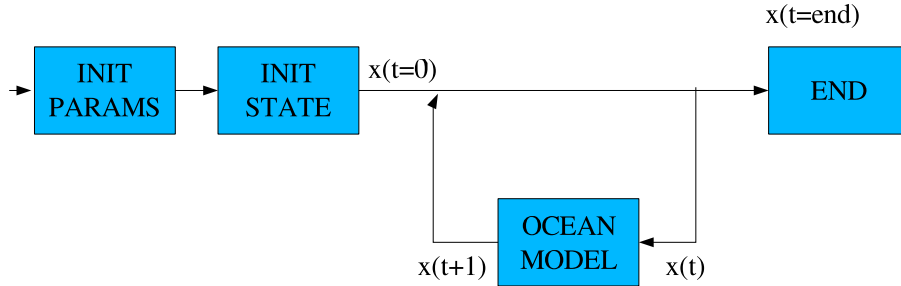 x(t=end)
INIT
PARAMS
INIT
STATE
x(t=0)
END
OCEAN
MODEL
x(t+1)
x(t)